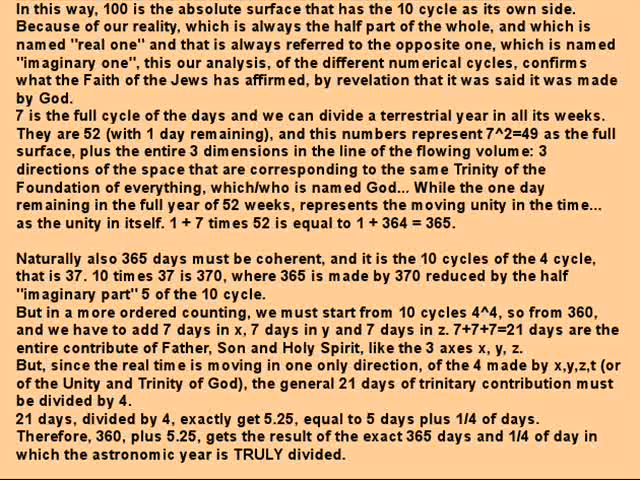 In this way, 100 is the absolute surface that has the 10 cycle as its own side.
Because of our reality, which is always the half part of the whole, and which is
named "real one" and that is always referred to the opposite one, which is named
"imaginary one", this our analysis, of the different numerical cycles, confirms
what the Faith of the Jews has affirmed, by revelation that it was said it was made
by God.
7 is the full cycle of the days and we can divide a terrestrial year in all its weeks.
They are 52 (with 1 day remaining), and this numbers represent 7^2=49 as the full
surface, plus the entire 3 dimensions in the line of the flowing volume: 3
directions of the space that are corresponding to the same Trinity of the
Foundation of everything, which/who is named God... While the one day
remaining in the full year of 52 weeks, represents the moving unity in the time...
as the unity in itself. 1 + 7 times 52 is equal to 1 + 364 = 365.
Naturally also 365 days must be coherent, and it is the 10 cycles of the 4 cycle,
that is 37. 10 times 37 is 370, where 365 is made by 370 reduced by the half
"imaginary part" 5 of the 10 cycle.
But in a more ordered counting, we must start from 10 cycles 4^4, so from 360,
and we have to add 7 days in x, 7 days in y and 7 days in z. 7+7+7=21 days are the
entire contribute of Father, Son and Holy Spirit, like the 3 axes x, y, z.
But, since the real time is moving in one only direction, of the 4 made by x,y,z,t (or
of the Unity and Trinity of God), the general 21 days of trinitary contribution must
be divided by 4.
21 days, divided by 4, exactly get 5.25, equal to 5 days plus 1/4 of days.
Therefore, 360, plus 5.25, gets the result of the exact 365 days and 1/4 of day in
which the astronomic year is TRULY divided.